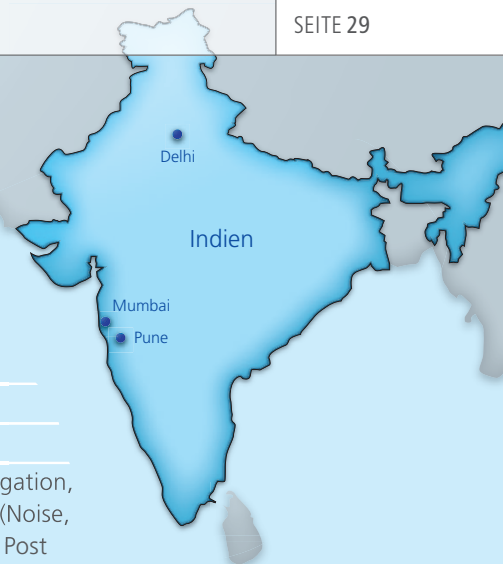 SEITE 29
Delhi
Indien
Mumbai
Pune
gation,
(Noise,
Post